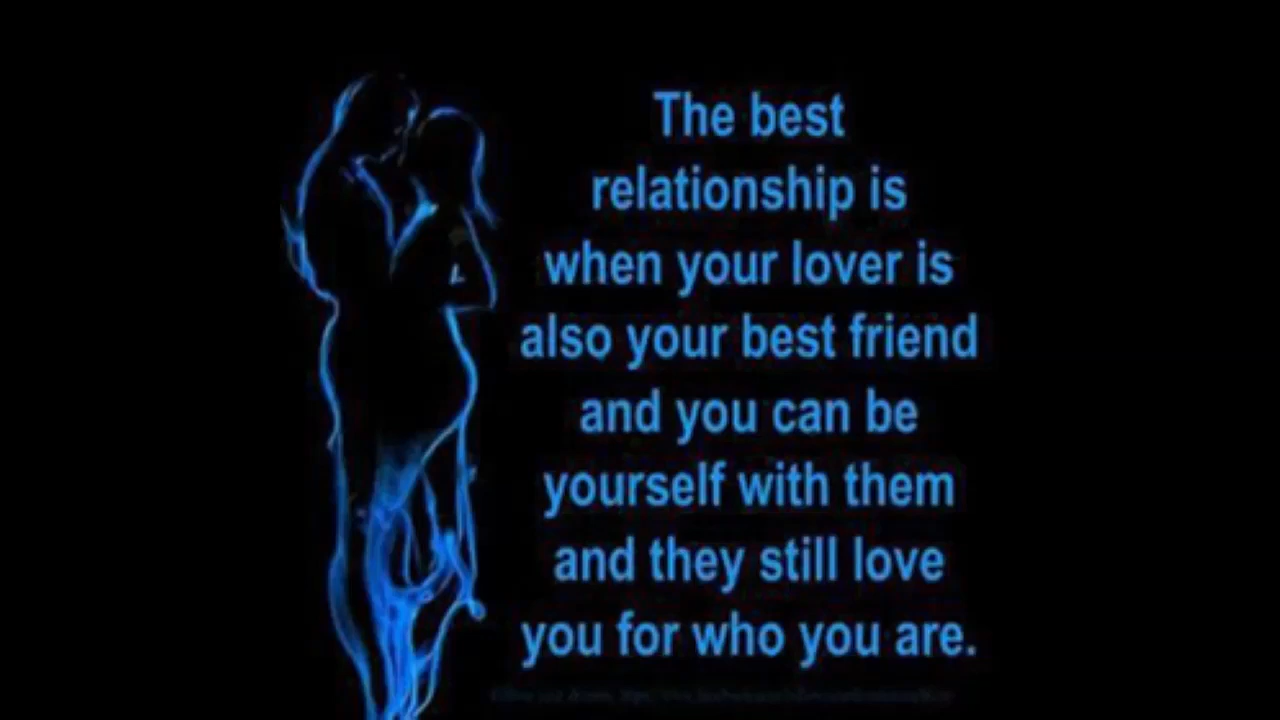 The best
relationship is
when your lover is
also your best friend
and you can be
yourself with them
and they still love
you for who you are.